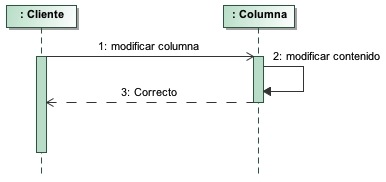 : Cliente
: Columna
1: modificar columna
2: modificar contenido
3: Correcto